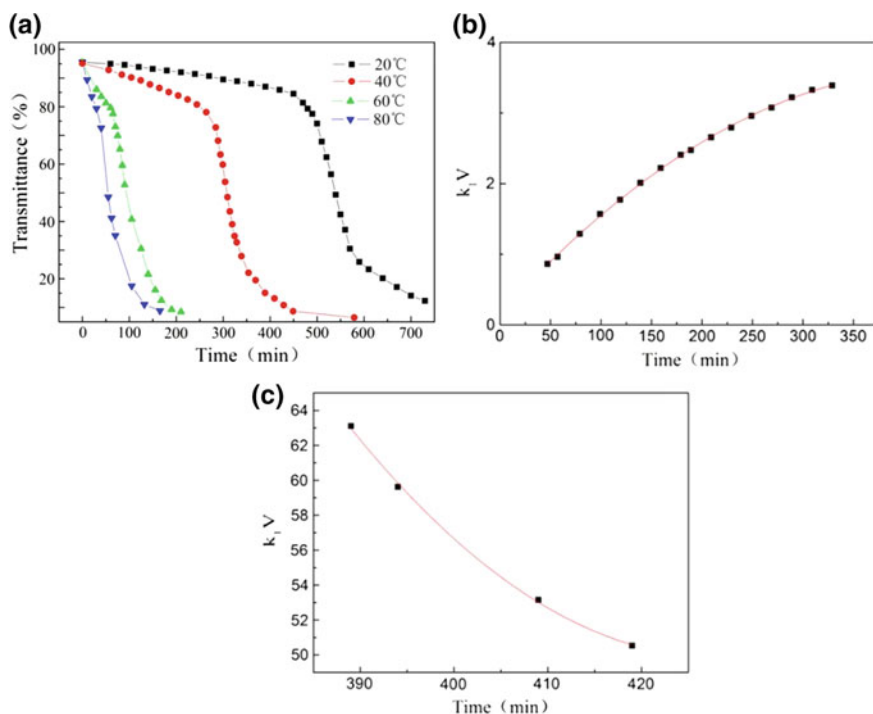 (a)
100
80
60
40
20
Transmittance（%）
0 100 200 300 400 500 600 700
Time（min）
20℃
40℃
60℃
80℃
(b)
4
2
0
k₁V
0 50 100 150 200 250 300 350
Time（min）
(c)
64
62
60
58
56
54
52
50
k₁V
390 400 410 420
Time（min）